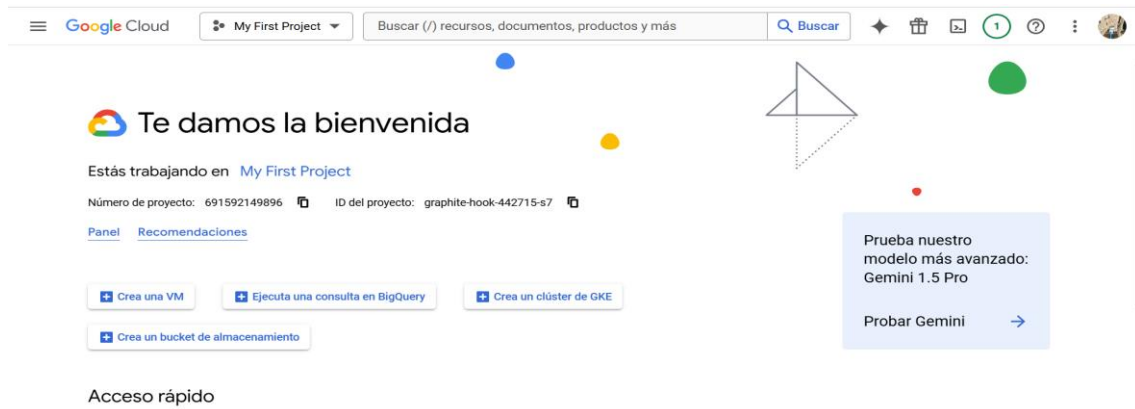 Google Cloud My First Project Buscar (/) recursos, documentos, productos y más Buscar 1
Te damos la bienvenida
Estás trabajando en My First Project
Número de proyecto: 691592149896 ID del proyecto: graphite-hook-442715-s7
Panel Recomendaciones
Prueba nuestro
modelo más avanzado:
Gemini 1.5 Pro
Probar Gemini
Crea una VM Ejecuta una consulta en BigQuery Crea un clúster de GKE
Crea un bucket de almacenamiento
Acceso rápido